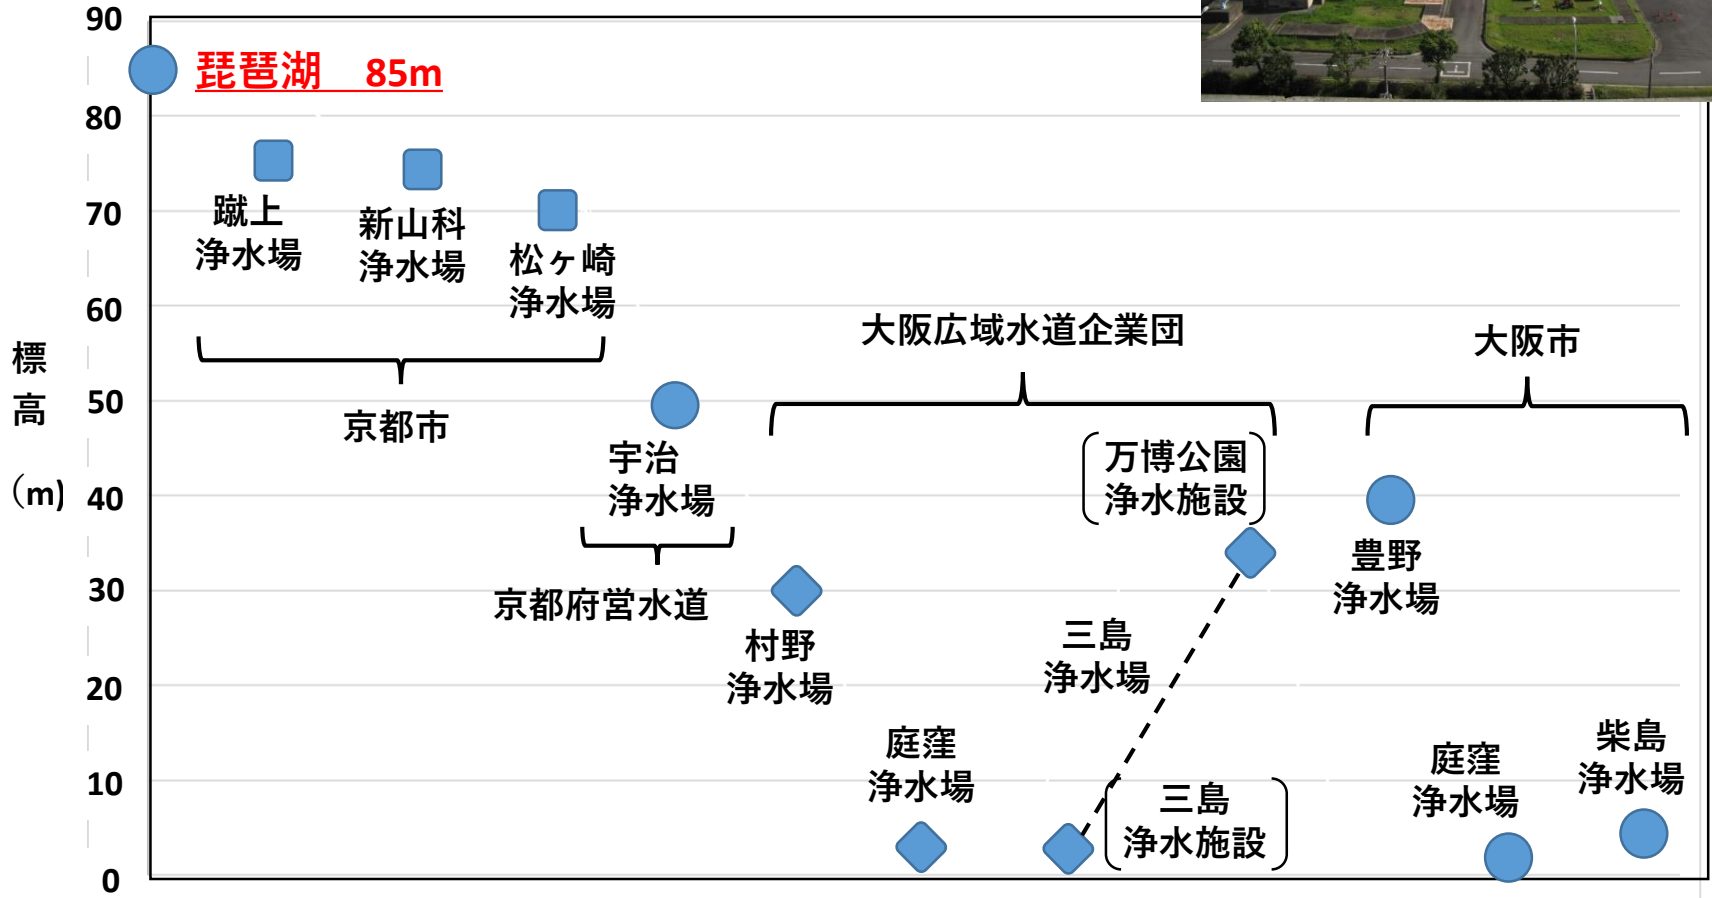 90
琵琶湖 85m
80
蹴上
浄水場
新山科
浄水場
70
松ヶ崎
浄水場
60
大阪広域水道企業団
大阪市
標
高
(m)
50
京都市
宇治
浄水場
万博公園
浄水施設
40
豊野
浄水場
30
京都府営水道
村野
浄水場
三島
浄水場
20
庭窪
浄水場
庭窪
浄水場
柴島
浄水場
10
三島
浄水施設
0